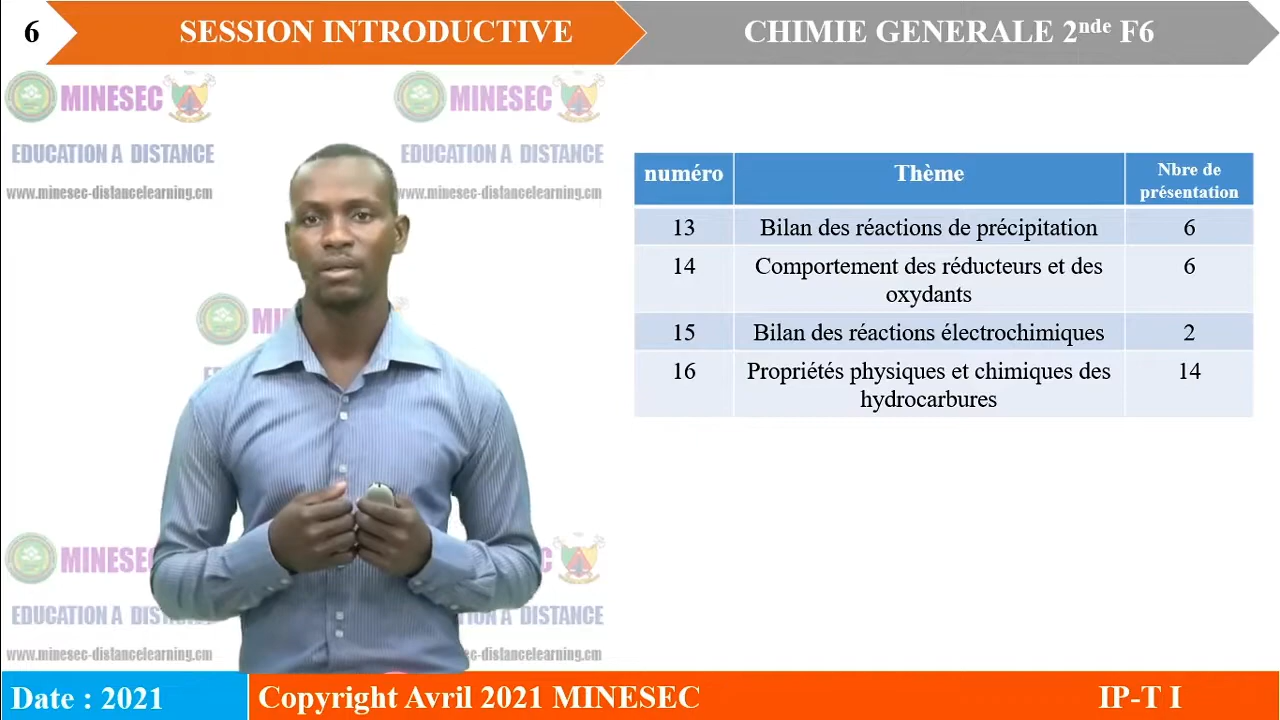 6
SESSION INTRODUCTIVE
CHIMIE GENERALE 2nde F6
MINESEC
EDUCATION A DISTANCE
www.minesec-distancelearning.cm
MINESEC
EDUCATION A DISTANCE
www.minesec-distancelearning.cm
numéro Thème Nbre de présentation
13 Bilan des réactions de précipitation 6
14 Comportement des réducteurs et des 6
oxydants
15 Bilan des réactions électrochimiques 2
16 Propriétés physiques et chimiques des 14
hydrocarbures
MINESEC
EDUCATION A DISTANCE
www.minesec-distancelearning.cm
Date : 2021
Copyright Avril 2021 MINESEC
IP-T I